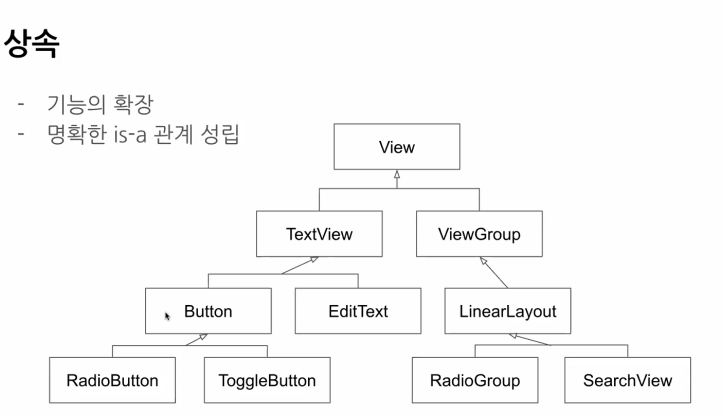 상속
- 기능의 확장
- 명확한 is-a 관계 성립
View
TextView ViewGroup
Button EditText LinearLayout
RadioButton ToggleButton RadioGroup SearchView